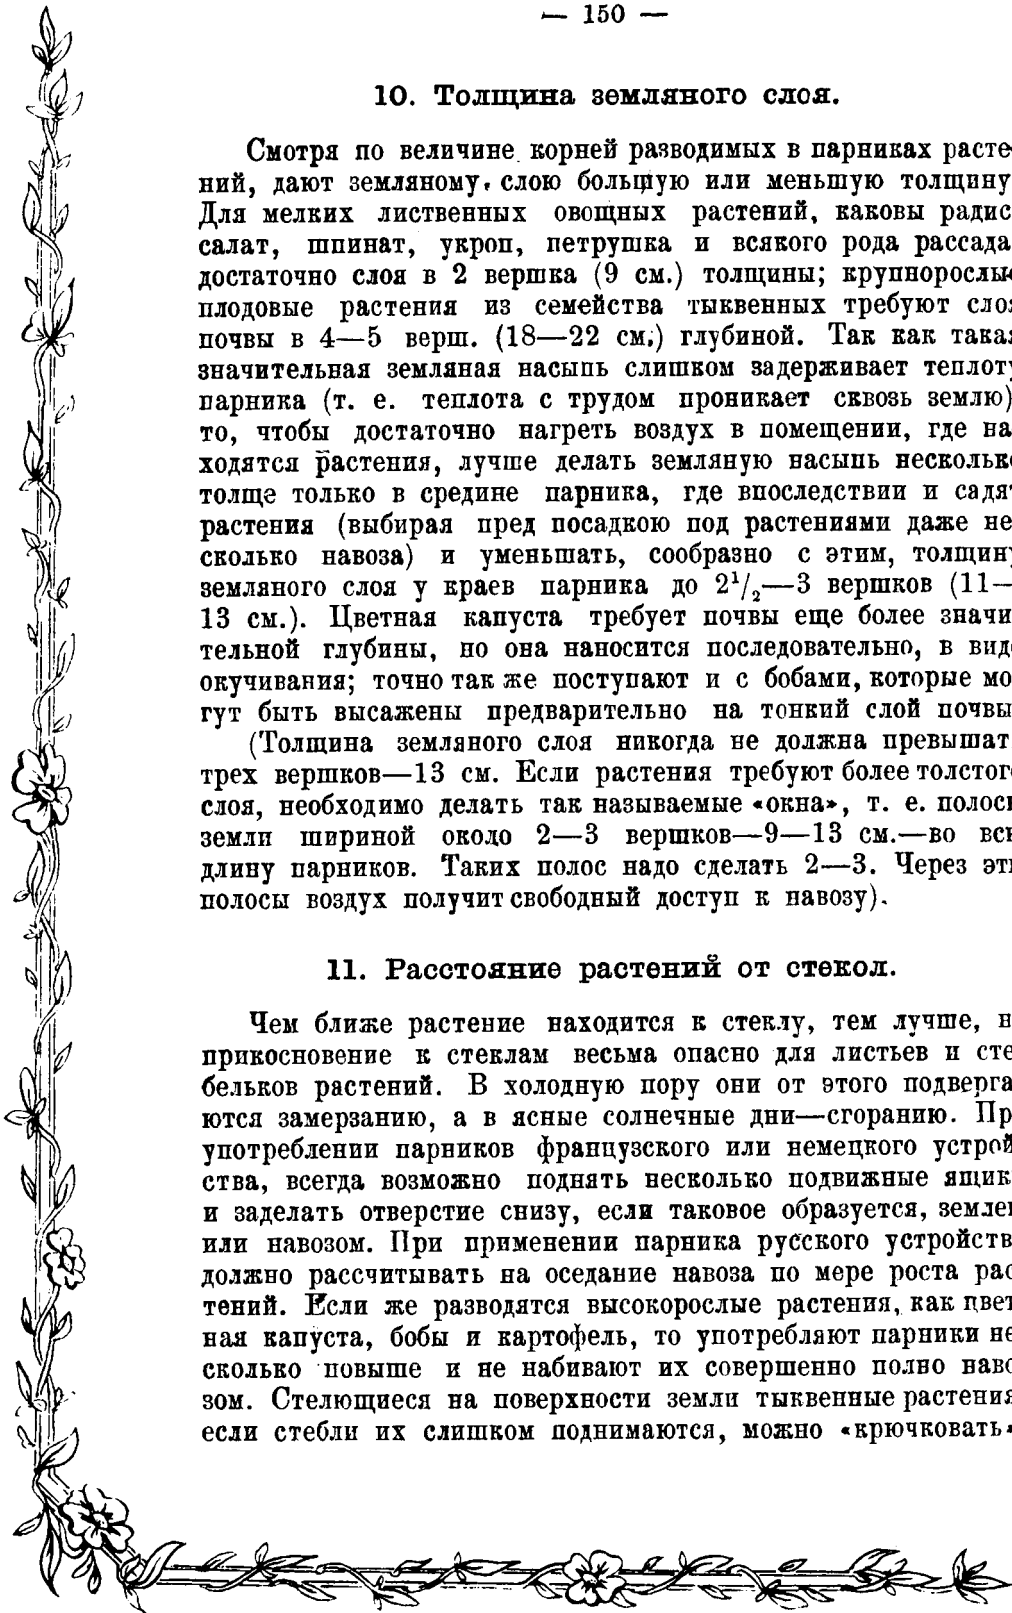 — 150 —
10. Толщина земляного слоя.
Смотря по величине корней разводимых в парниках расте-
ний, дают земляному слою большую или меньшую толщину
Для мелких лиственных овощных растений, каковы радис
салат, шпинат, укроп, петрушка и всякого рода рассада
достаточно слоя в 2 вершка (9 см.) толщины; крупнорослы
плодовые растения из семейства тыквенных требуют сло
почвы в 4—5 верш. (18—22 см.) глубиной. Так как така
значительная земляная насыпь слишком задерживает теплот
парника (т. е. теплота с трудом проникает сквозь землю)
то, чтобы достаточно нагреть воздух в помещении, где на
ходятся растения, лучше делать земляную насыпь нескольк
толще только в средине парника, где впоследствии и садя
растения (выбирая пред посадкою под растениями даже не
сколько навоза) и уменьшать, сообразно с этим, толщин
земляного слоя у краев парника до 2¹/₂—3 вершков (11—
13 см.). Цветная капуста требует почвы еще более значи
тельной глубины, но она наносится последовательно, в вид
окучивания; точно так же поступают и с бобами, которые мо
гут быть высажены предварительно на тонкий слой почвы
(Толщина земляного слоя никогда не должна превышат
трех вершков—13 см. Если растения требуют более толстог
слоя, необходимо делать так называемые «окна», т. е. полос
земли шириной около 2—3 вершков—9—13 см.—во вс
длину парников. Таких полос надо сделать 2—3. Через эт
полосы воздух получит свободный доступ к навозу).
11. Расстояние растений от стекол.
Чем ближе растение находится к стеклу, тем лучше, н
прикосновение к стеклам весьма опасно для листьев и сте
бельков растений. В холодную пору они от этого подверга
ются замерзанию, а в ясные солнечные дни—сгоранию. Пр
употреблении парников французского или немецкого устрой
ства, всегда возможно поднять несколько подвижные ящик
и заделать отверстие снизу, если таковое образуется, земле
или навозом. При применении парника русского устройств
должно рассчитывать на оседание навоза по мере роста рас
тений. Если же разводятся высокорослые растения, как цвет
ная капуста, бобы и картофель, то употребляют парники не
сколько повыше и не набивают их совершенно полно наво
зом. Стелющиеся на поверхности земли тыквенные растения
если стебли их слишком поднимаются, можно «крючковать»